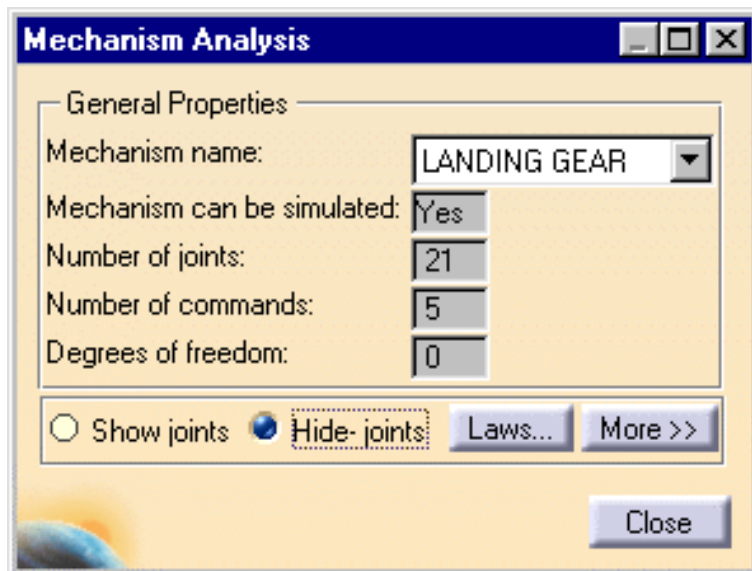 Mechanism Analysis
General Properties
Mechanism name: LANDING GEAR
Mechanism can be simulated: Yes
Number of joints: 21
Number of commands: 5
Degrees of freedom: 0
Show joints Hide- joints Laws... More >>
Close